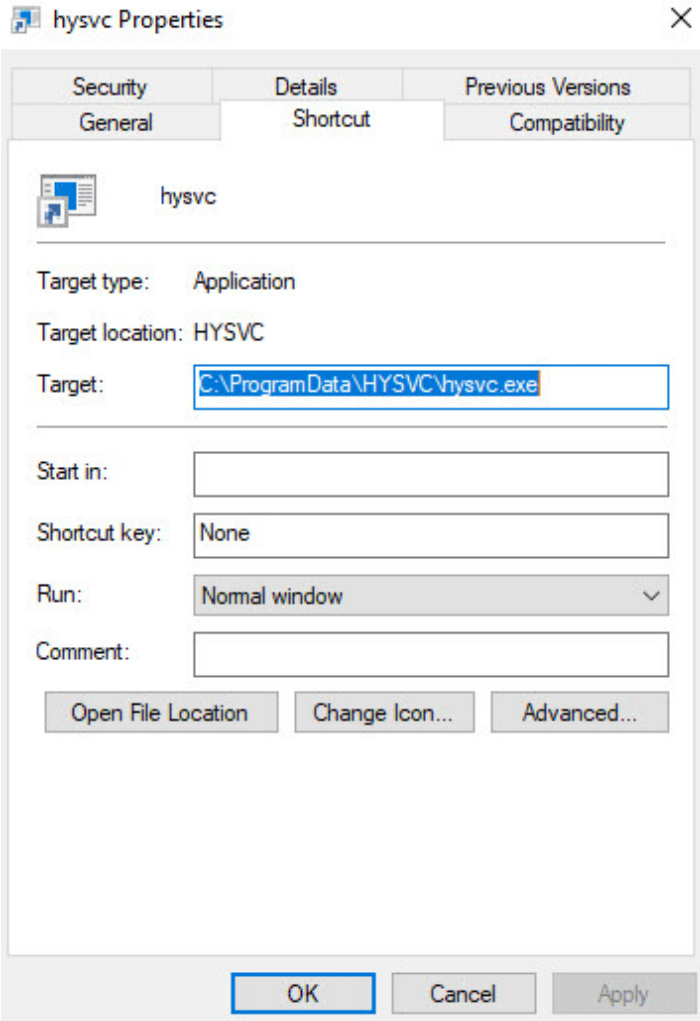 hysvc Properties
Security Details Previous Versions
General Shortcut Compatibility
hysvc
Target type: Application
Target location: HYSVC
Target: C:\ProgramData\HYSVC\hysvc.exe
Start in:
Shortcut key: None
Run: Normal window
Comment:
Open File Location Change Icon... Advanced...
OK Cancel Apply